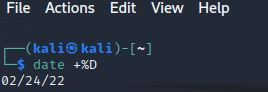 File Actions Edit View Help
┌──(kali㉿kali)-[~]
└─$ date +%D
02/24/22